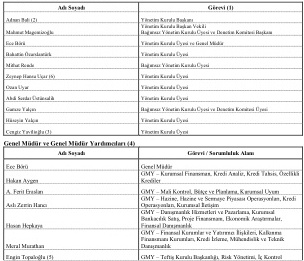 Adı Soyadı Görevi (1)
Adnan Bali (2) Yönetim Kurulu Başkanı
Yönetim Kurulu Başkan Vekili
Mahmut Magemizoğlu Bağımsız Yönetim Kurulu Üyesi ve Denetim Komitesi Başkanı
Ece Börü Yönetim Kurulu Üyesi ve Genel Müdür
Bahattin Özarslantürk Yönetim Kurulu Üyesi
Mithat Rende Bağımsız Yönetim Kurulu Üyesi
Zeynep Hansu Uçar (6) Yönetim Kurulu Üyesi
Ozan Uyar Yönetim Kurulu Üyesi
Abdi Serdar Üstünsalih Yönetim Kurulu Üyesi
Gamze Yalçın Bağımsız Yönetim Kurulu Üyesi ve Denetim Komitesi Üyesi
Hüseyin Yalçın Yönetim Kurulu Üyesi
Cengiz Yavilioğlu (3) Bağımsız Yönetim Kurulu Üyesi
Genel Müdür ve Genel Müdür Yardımcıları (4)
Adı Soyadı Görevi / Sorumluluk Alanı
Ece Börü Genel Müdür
GMY – Kurumsal Finansman, Kredi Analiz, Kredi Tahsis, Özellikli
Hakan Aygen Krediler
A. Ferit Eraslan GMY – Mali Kontrol, Bütçe ve Planlama, Kurumsal Uyum
GMY – Hazine, Hazine ve Sermaye Piyasası Operasyonları, Kredi
Aslı Zerrin Hancı Operasyonları, Kurumsal İletişim
GMY – Danışmanlık Hizmetleri ve Pazarlama, Kurumsal
Bankacılık Satış, Proje Finansmanı, Ekonomik Araştırmalar,
Hasan Hepkaya Finansal Danışmanlık
GMY – Finansal Kurumlar ve Yatırımcı İlişkileri, Kalkınma
Finansmanı Kurumları, Kredi İzleme, Mühendislik ve Teknik
Meral Murathan Danışmanlık
Engin Topaloğlu (5) GMY – Teftiş Kurulu Başkanlığı, Risk Yönetimi, İç Kontrol